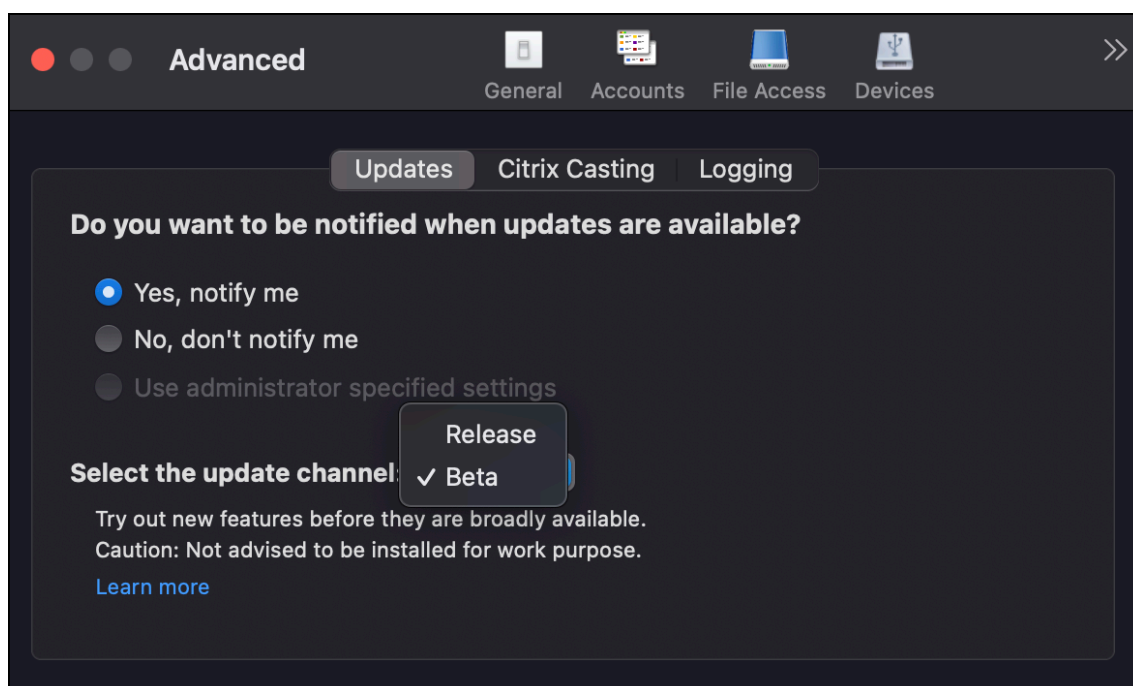 Advanced
General
Accounts
File Access
Devices
Updates
Citrix Casting
Logging
Do you want to be notified when updates are available?
Yes, notify me
No, don't notify me
Use administrator specified settings
Release
Select the update channel:
✓ Beta
Try out new features before they are broadly available.
Caution: Not advised to be installed for work purpose.
Learn more